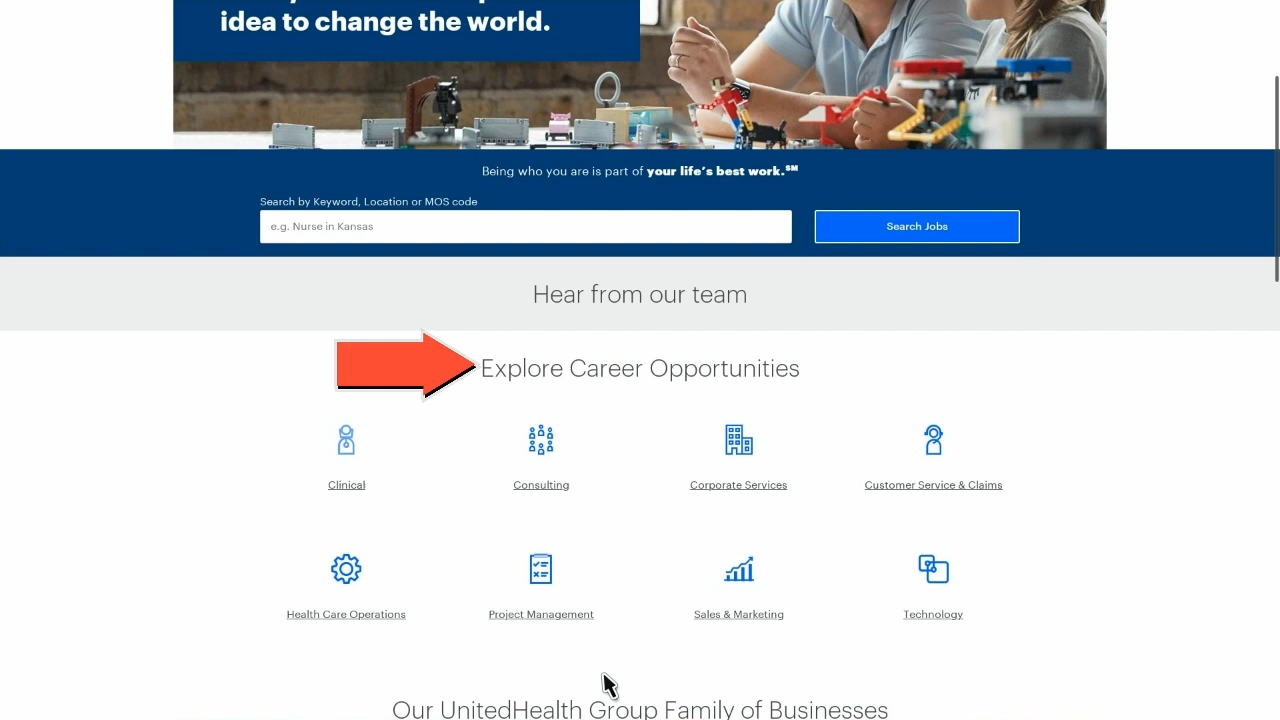 idea to change the world.
Being who you are is part of your life's best work.℠
Search by Keyword, Location or MOS code
e.g. Nurse in Kansas
Search Jobs
Hear from our team
Explore Career Opportunities
Clinical
Consulting
Corporate Services
Customer Service & Claims
Health Care Operations
Project Management
Sales & Marketing
Technology
Our UnitedHealth Group Family of Businesses